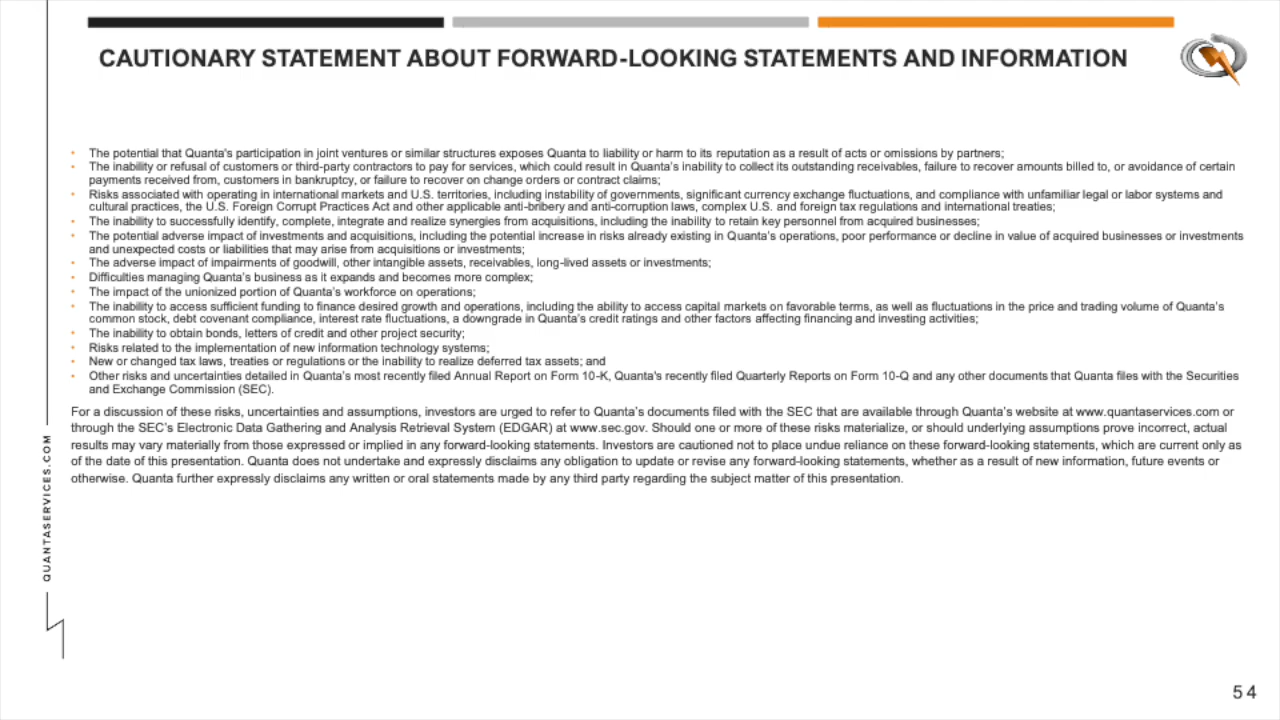 CAUTIONARY STATEMENT ABOUT FORWARD-LOOKING STATEMENTS AND INFORMATION
• The potential that Quanta's participation in joint ventures or similar structures exposes Quanta to liability or harm to its reputation as a result of acts or omissions by partners;
• The inability or refusal of customers or third-party contractors to pay for services, which could result in Quanta's inability to collect its outstanding receivables, failure to recover amounts billed to, or avoidance of certain
payments received from, customers in bankruptcy, or failure to recover on change orders or contract claims;
• Risks associated with operating in international markets and U.S. territories, including instability of governments, significant currency exchange fluctuations, and compliance with unfamiliar legal or labor systems and
cultural practices, the U.S. Foreign Corrupt Practices Act and other applicable anti-bribery and anti-corruption laws, complex U.S. and foreign tax regulations and international treaties;
• The inability to successfully identify, complete, integrate and realize synergies from acquisitions, including the inability to retain key personnel from acquired businesses;
• The potential adverse impact of investments and acquisitions, including the potential increase in risks already existing in Quanta's operations, poor performance or decline in value of acquired businesses or investments
and unexpected costs or liabilities that may arise from acquisitions or investments;
• The adverse impact of impairments of goodwill, other intangible assets, receivables, long-lived assets or investments;
• Difficulties managing Quanta's business as it expands and becomes more complex;
• The impact of the unionized portion of Quanta's workforce on operations;
• The inability to access sufficient funding to finance desired growth and operations, including the ability to access capital markets on favorable terms, as well as fluctuations in the price and trading volume of Quanta's
common stock, debt covenant compliance, interest rate fluctuations, a downgrade in Quanta's credit ratings and other factors affecting financing and investing activities;
• The inability to obtain bonds, letters of credit and other project security;
• Risks related to the implementation of new information technology systems;
• New or changed tax laws, treaties or regulations or the inability to realize deferred tax assets; and
• Other risks and uncertainties detailed in Quanta's most recently filed Annual Report on Form 10-K, Quanta's recently filed Quarterly Reports on Form 10-Q and any other documents that Quanta files with the Securities
and Exchange Commission (SEC).
For a discussion of these risks, uncertainties and assumptions, investors are urged to refer to Quanta's documents filed with the SEC that are available through Quanta's website at www.quantaservices.com or
through the SEC's Electronic Data Gathering and Analysis Retrieval System (EDGAR) at www.sec.gov. Should one or more of these risks materialize, or should underlying assumptions prove incorrect, actual
results may vary materially from those expressed or implied in any forward-looking statements. Investors are cautioned not to place undue reliance on these forward-looking statements, which are current only as
of the date of this presentation. Quanta does not undertake and expressly disclaims any obligation to update or revise any forward-looking statements, whether as a result of new information, future events or
otherwise. Quanta further expressly disclaims any written or oral statements made by any third party regarding the subject matter of this presentation.
QUANTASERVICES.COM
54